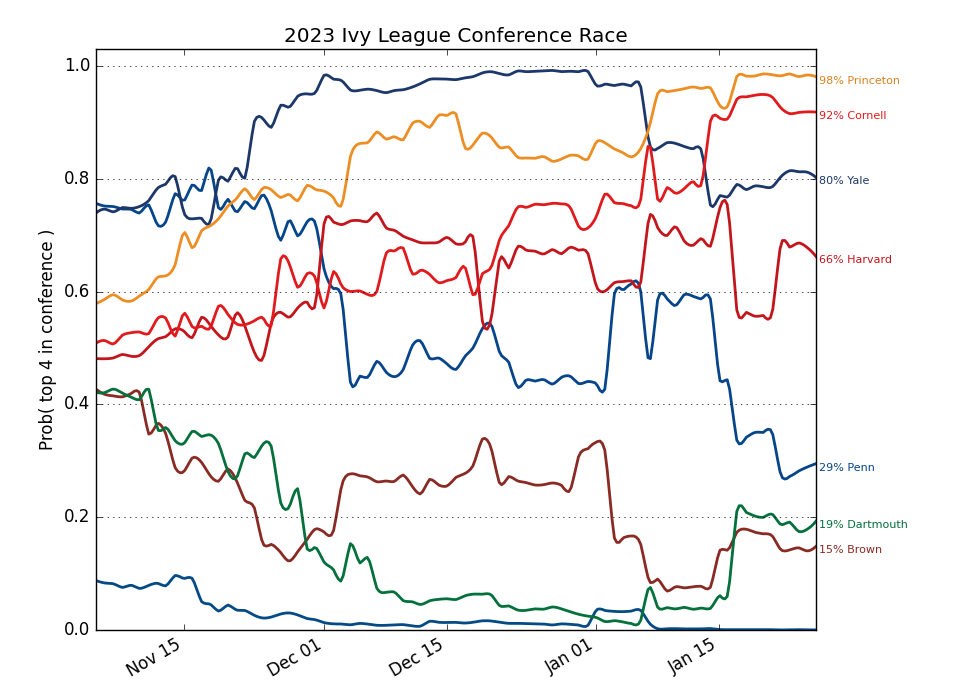 2023 Ivy League Conference Race
Prob( top 4 in conference )
1.0
0.8
0.6
0.4
0.2
0.0
Nov 15
Dec 01
Dec 15
Jan 01
Jan 15
98% Princeton
92% Cornell
80% Yale
66% Harvard
29% Penn
19% Dartmouth
15% Brown